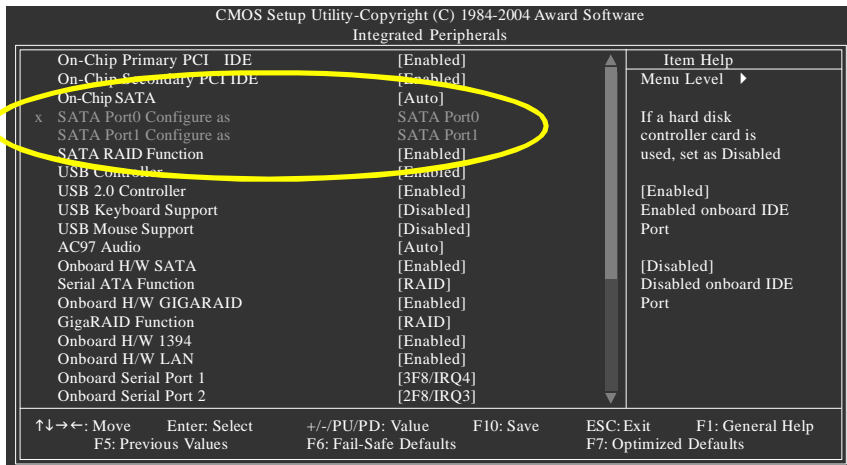 CMOS Setup Utility-Copyright (C) 1984-2004 Award Software
Integrated Peripherals
On-Chip Primary PCI IDE [Enabled]
On-Chip Secondary PCI IDE [Enabled]
On-Chip SATA [Auto]
x SATA Port0 Configure as SATA Port0
SATA Port1 Configure as SATA Port1
SATA RAID Function [Enabled]
USB Controller [Enabled]
USB 2.0 Controller [Enabled]
USB Keyboard Support [Disabled]
USB Mouse Support [Disabled]
AC97 Audio [Auto]
Onboard H/W SATA [Enabled]
Serial ATA Function [RAID]
Onboard H/W GIGARAID [Enabled]
GigaRAID Function [RAID]
Onboard H/W 1394 [Enabled]
Onboard H/W LAN [Enabled]
Onboard Serial Port 1 [3F8/IRQ4]
Onboard Serial Port 2 [2F8/IRQ3]
Item Help
Menu Level ▶
If a hard disk
controller card is
used, set as Disabled
[Enabled]
Enabled onboard IDE
Port
[Disabled]
Disabled onboard IDE
Port
↑↓→←: Move Enter: Select +/-/PU/PD: Value F10: Save ESC: Exit F1: General Help
F5: Previous Values F6: Fail-Safe Defaults F7: Optimized Defaults